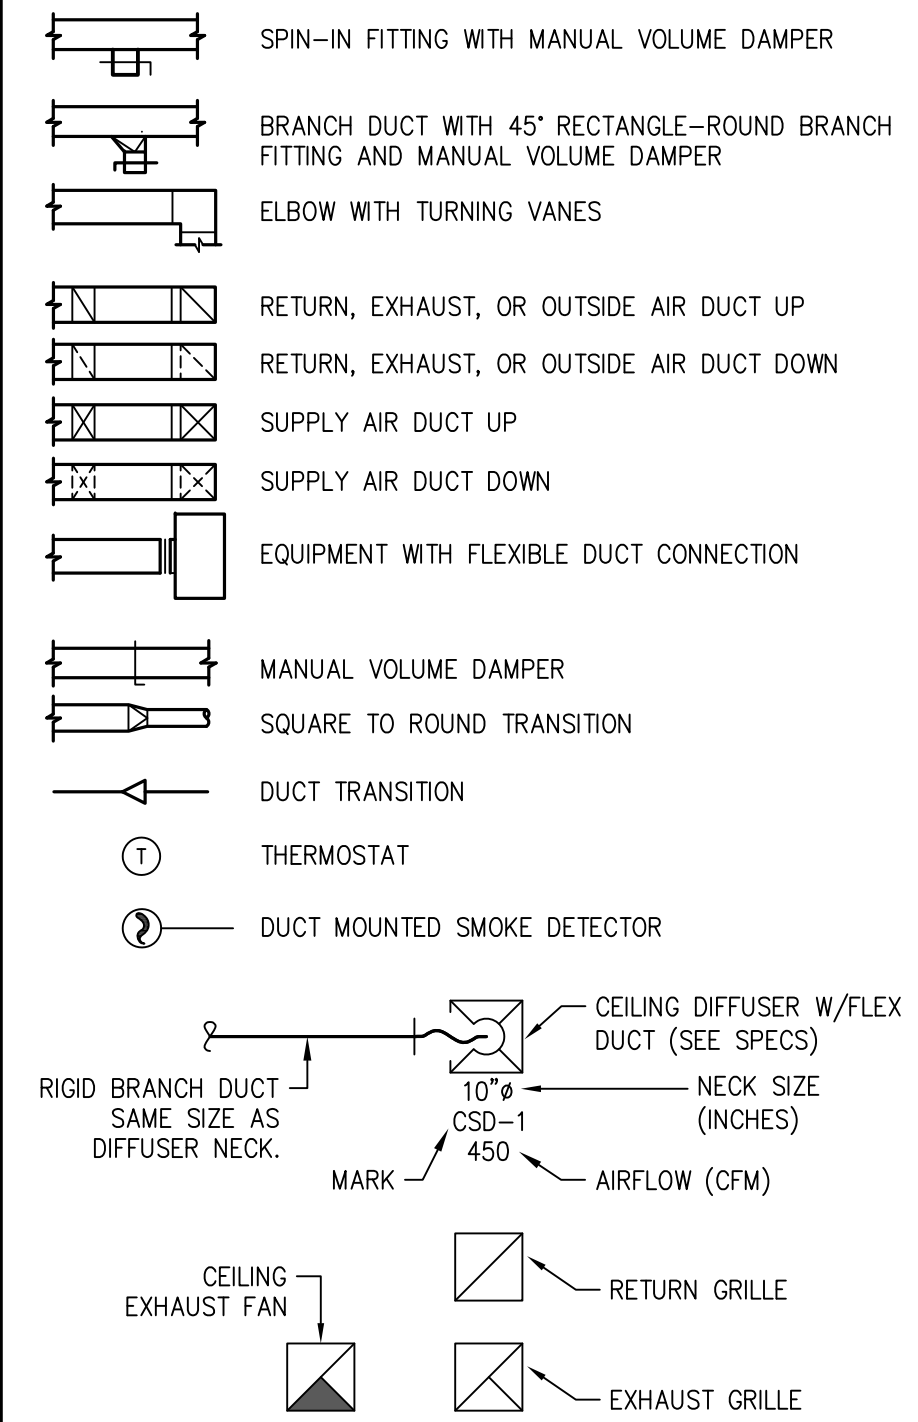 SPIN-IN FITTING WITH MANUAL VOLUME DAMPER
BRANCH DUCT WITH 45° RECTANGLE-ROUND BRANCH
FITTING AND MANUAL VOLUME DAMPER
ELBOW WITH TURNING VANES
RETURN, EXHAUST, OR OUTSIDE AIR DUCT UP
RETURN, EXHAUST, OR OUTSIDE AIR DUCT DOWN
SUPPLY AIR DUCT UP
SUPPLY AIR DUCT DOWN
EQUIPMENT WITH FLEXIBLE DUCT CONNECTION
MANUAL VOLUME DAMPER
SQUARE TO ROUND TRANSITION
DUCT TRANSITION
T
THERMOSTAT
DUCT MOUNTED SMOKE DETECTOR
CEILING DIFFUSER W/FLEX
DUCT (SEE SPECS)
RIGID BRANCH DUCT
SAME SIZE AS
DIFFUSER NECK.
10"ø
CSD-1
450
NECK SIZE
(INCHES)
MARK
AIRFLOW (CFM)
CEILING
EXHAUST FAN
RETURN GRILLE
EXHAUST GRILLE